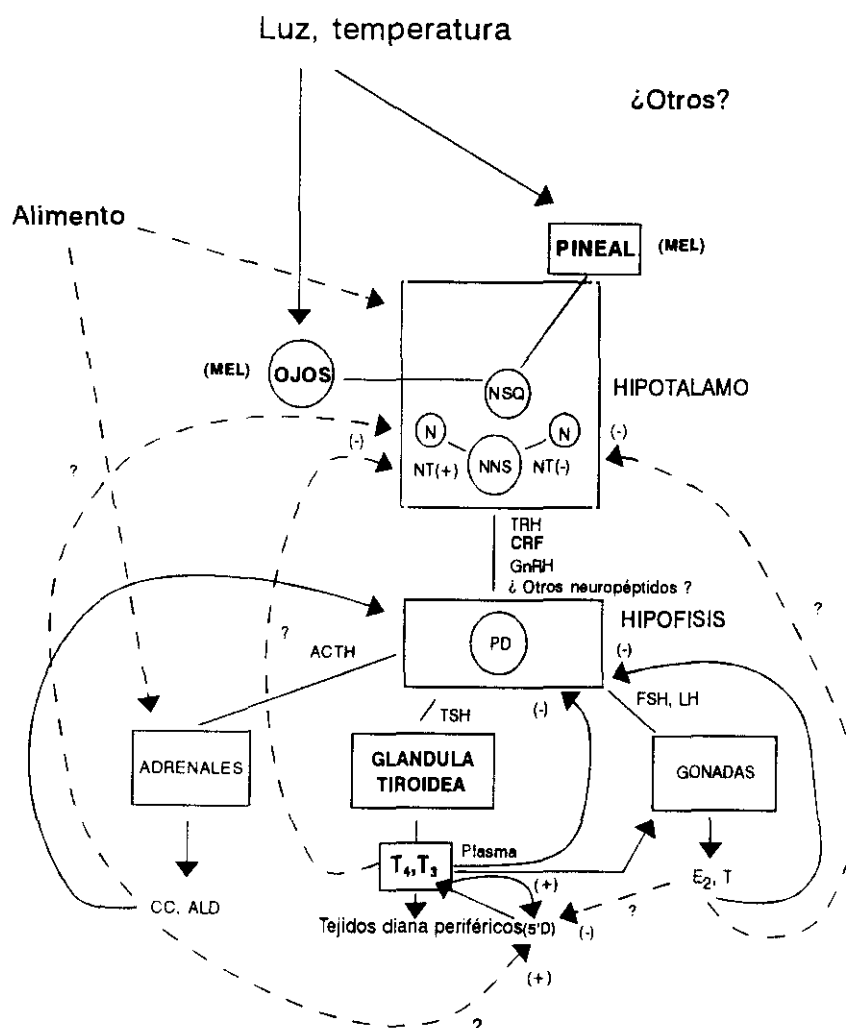 Luz, temperatura
¿Otros?
Alimento
PINEAL (MEL)
(MEL) OJOS
NSQ
HIPOTALAMO
N
N
(-)
(-)
?
NT(+) NNS NT(-)
TRH
CRF
GnRH
¿ Otros neuropéptidos ?
HIPOFISIS
?
PD
(-)
?
ACTH
FSH, LH
TSH
(-)
ADRENALES
GLANDULA
TIROIDEA
GONADAS
Plasma
T₄,T₃
(+)
E₂, T
CC, ALD
?
Tejidos diana periféricos(5'D)
(-)
(+)
?